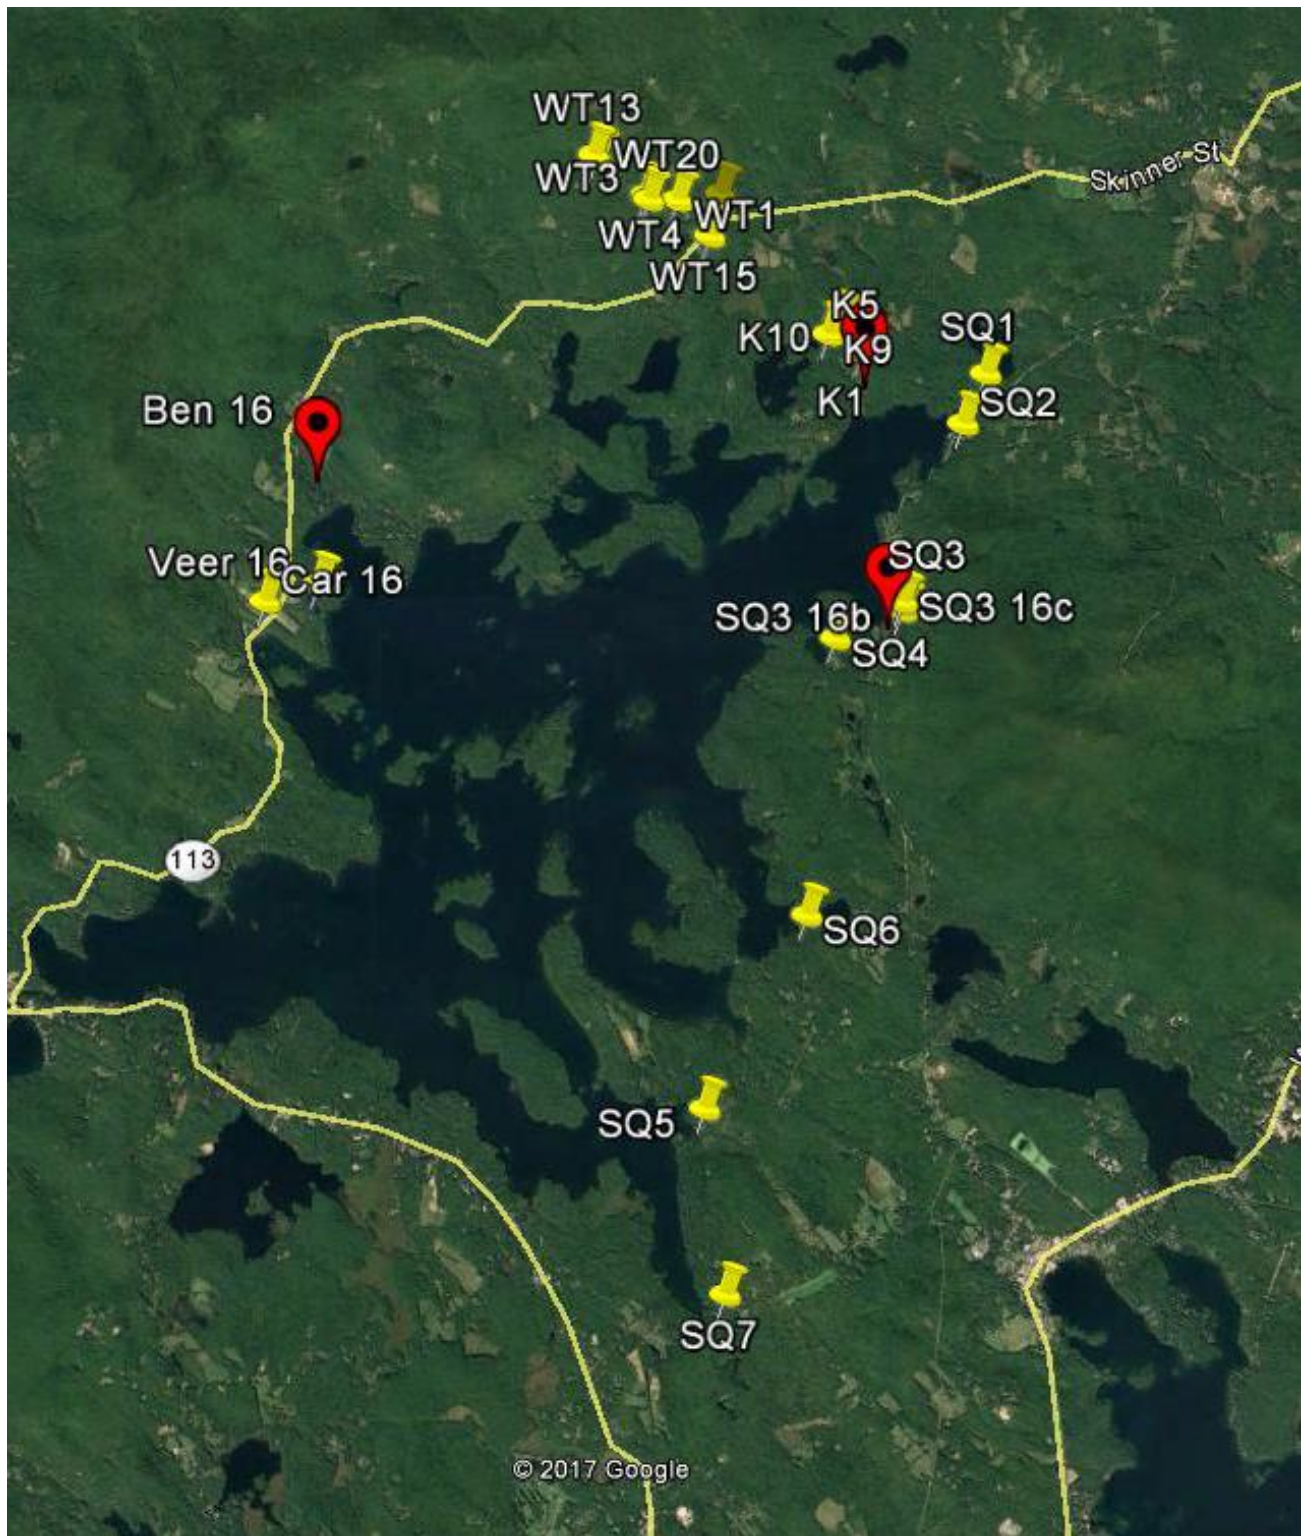 WT13
WT20
WT3
Skinner St
WT1
WT4
WT15
K5
K10
SQ1
K9
K1
SQ2
Ben 16
Veer 16
Car 16
SQ3
SQ3 16c
SQ3 16b
SQ4
113
SQ6
SQ5
SQ7
© 2017 Google